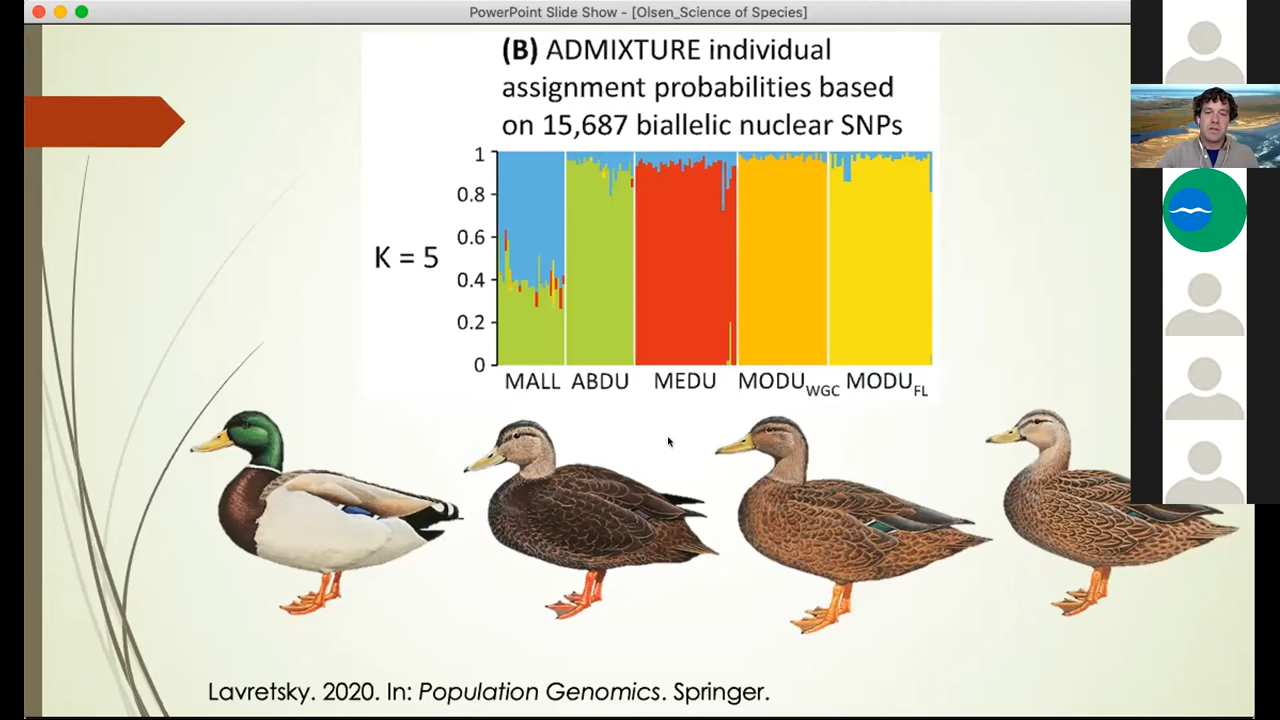 PowerPoint Slide Show - [Olsen_Science of Species]
(B) ADMIXTURE individual
assignment probabilities based
on 15,687 biallelic nuclear SNPs
1
0.8
0.6
K = 5
0.4
0.2
0
MALL ABDU MEDU MODUWGC MODUFL
Lavretsky. 2020. In: Population Genomics. Springer.